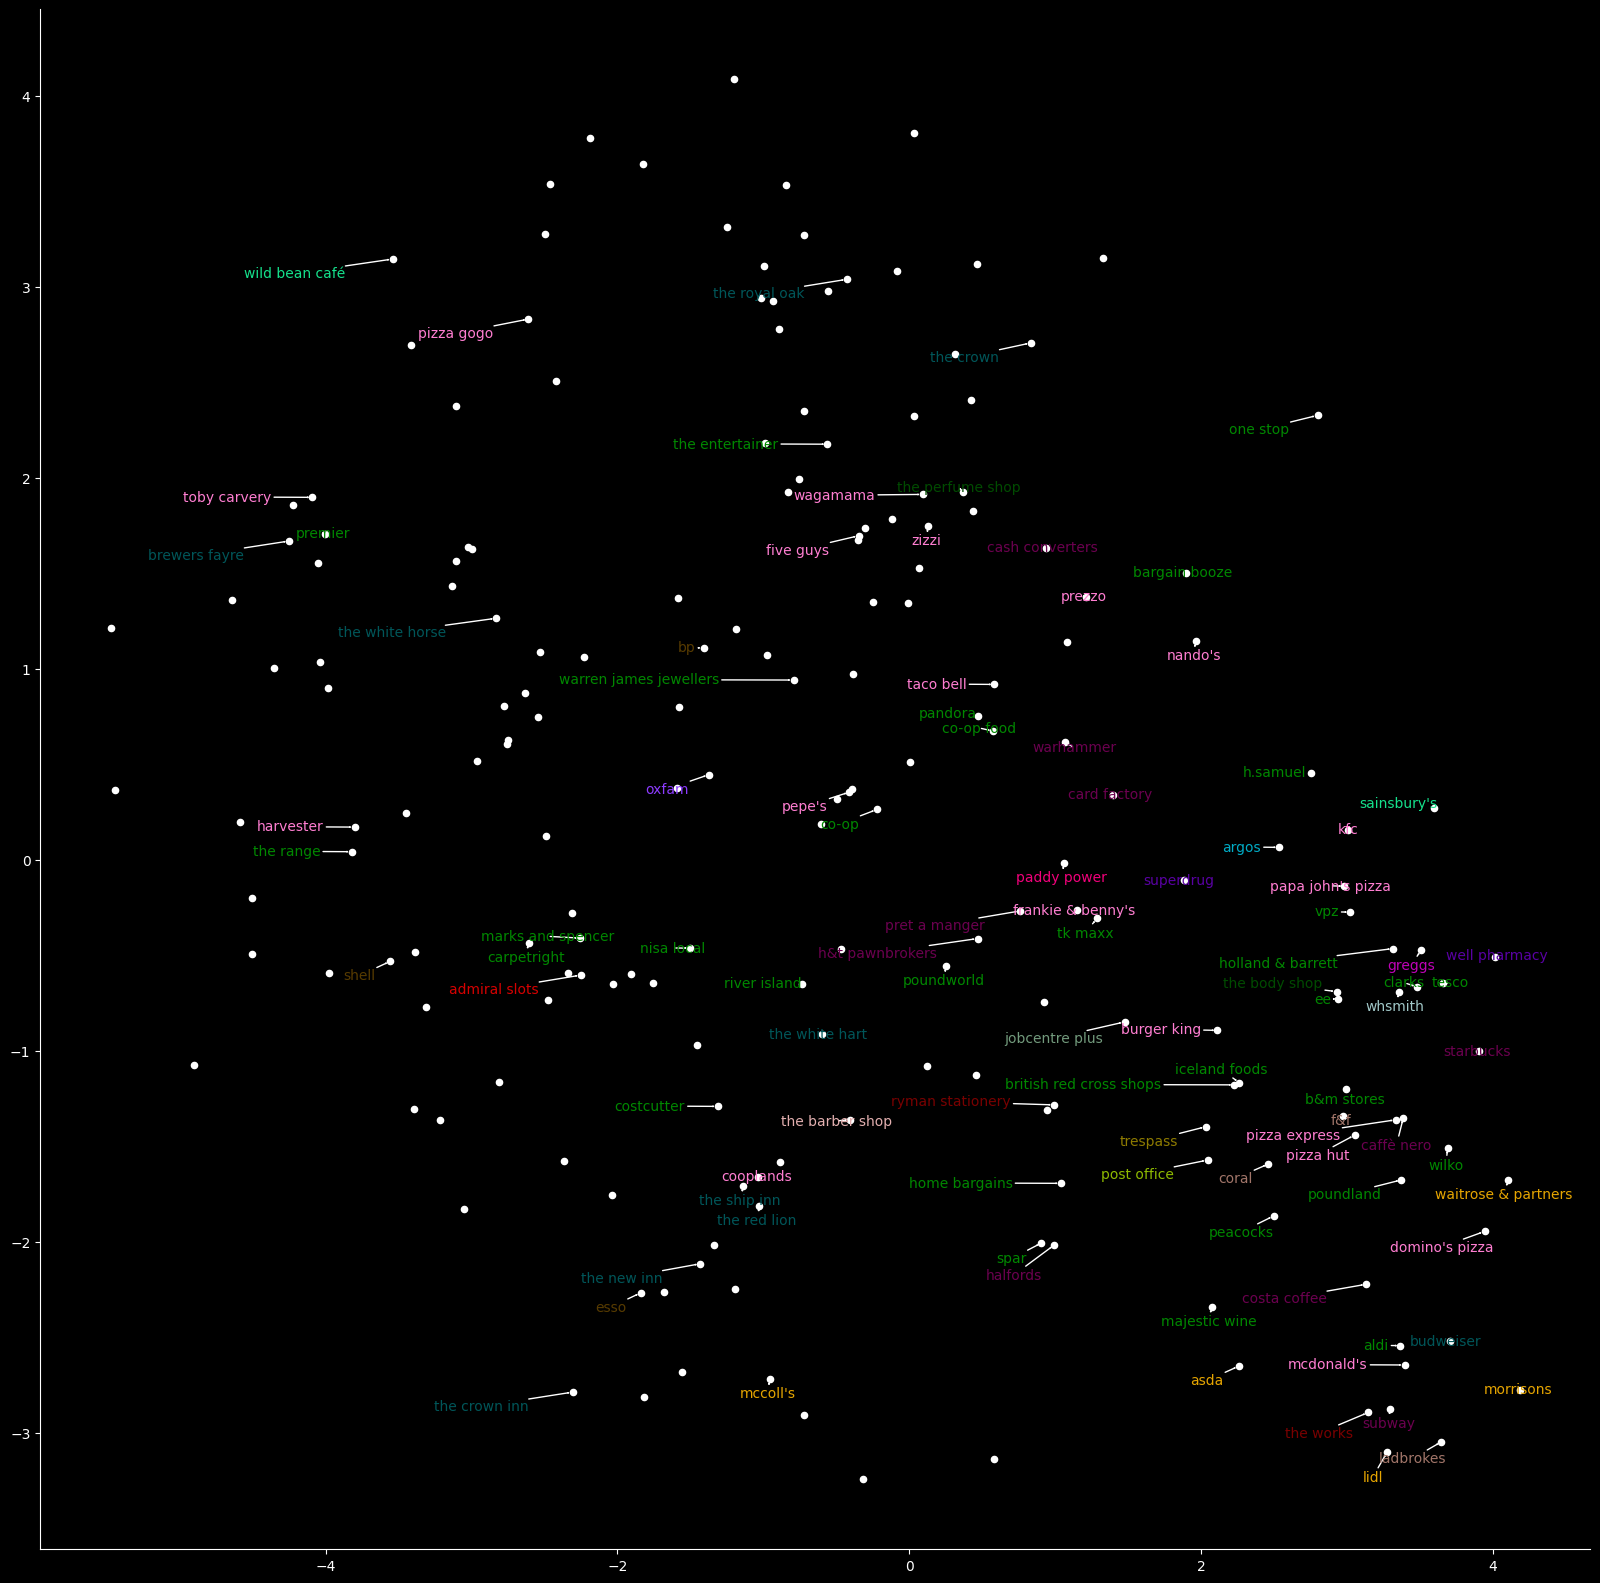 4
wild bean café
3
the royal oak
pizza gogo
the crown
one stop
the entertainer
2
toby carvery
wagamama
the perfume shop
premier
zizzi
brewers fayre
five guys
cash converters
bargain booze
prezzo
the white horse
bp
nando's
1
warren james jewellers
taco bell
pandora
co-op food
warhammer
h.samuel
oxfam
card factory
sainsbury's
pepe's
harvester
co-op
kfc
the range
0
argos
paddy power
superdrug
papa john's pizza
frankie & benny's
vpz
pret a manger
tk maxx
marks and spencer
nisa local
h&t pawnbrokers
carpetright
well pharmacy
holland & barrett
greggs
shell
poundworld
admiral slots
river island
the body shop
clarks
tesco
ee
whsmith
the white hart
jobcentre plus
burger king
−1
starbucks
iceland foods
british red cross shops
costcutter
ryman stationery
b&m stores
the barber shop
f&f
trespass
pizza express
caffè nero
pizza hut
wilko
cooplands
post office
coral
home bargains
the ship inn
poundland
waitrose & partners
the red lion
peacocks
−2
spar
domino's pizza
the new inn
halfords
esso
costa coffee
majestic wine
aldi
budweiser
mcdonald's
asda
mccoll's
morrisons
the crown inn
−3
the works
subway
ladbrokes
lidl
−4
−2
0
2
4